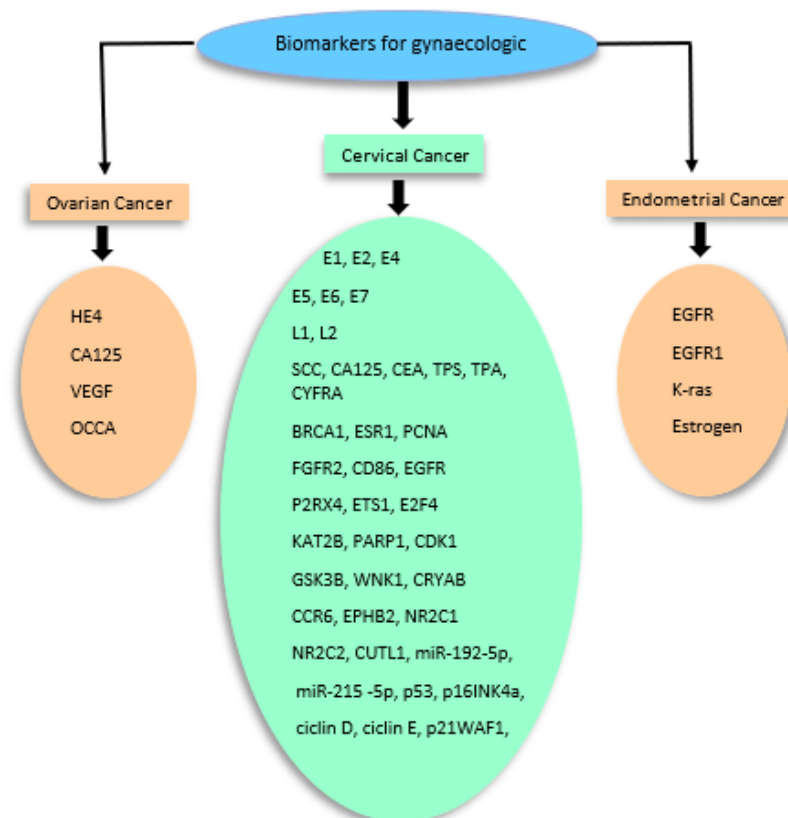 Biomarkers for gynaecologic
Ovarian Cancer
HE4
CA125
VEGF
OCCA
Cervical Cancer
E1, E2, E4
E5, E6, E7
L1, L2
SCC, CA125, CEA, TPS, TPA,
CYFRA
BRCA1, ESR1, PCNA
FGFR2, CD86, EGFR
P2RX4, ETS1, E2F4
KAT2B, PARP1, CDK1
GSK3B, WNK1, CRYAB
CCR6, EPHB2, NR2C1
NR2C2, CUTL1, miR-192-5p,
miR-215 -5p, p53, p16INK4a,
ciclin D, ciclin E, p21WAF1,
Endometrial Cancer
EGFR
EGFR1
K-ras
Estrogen